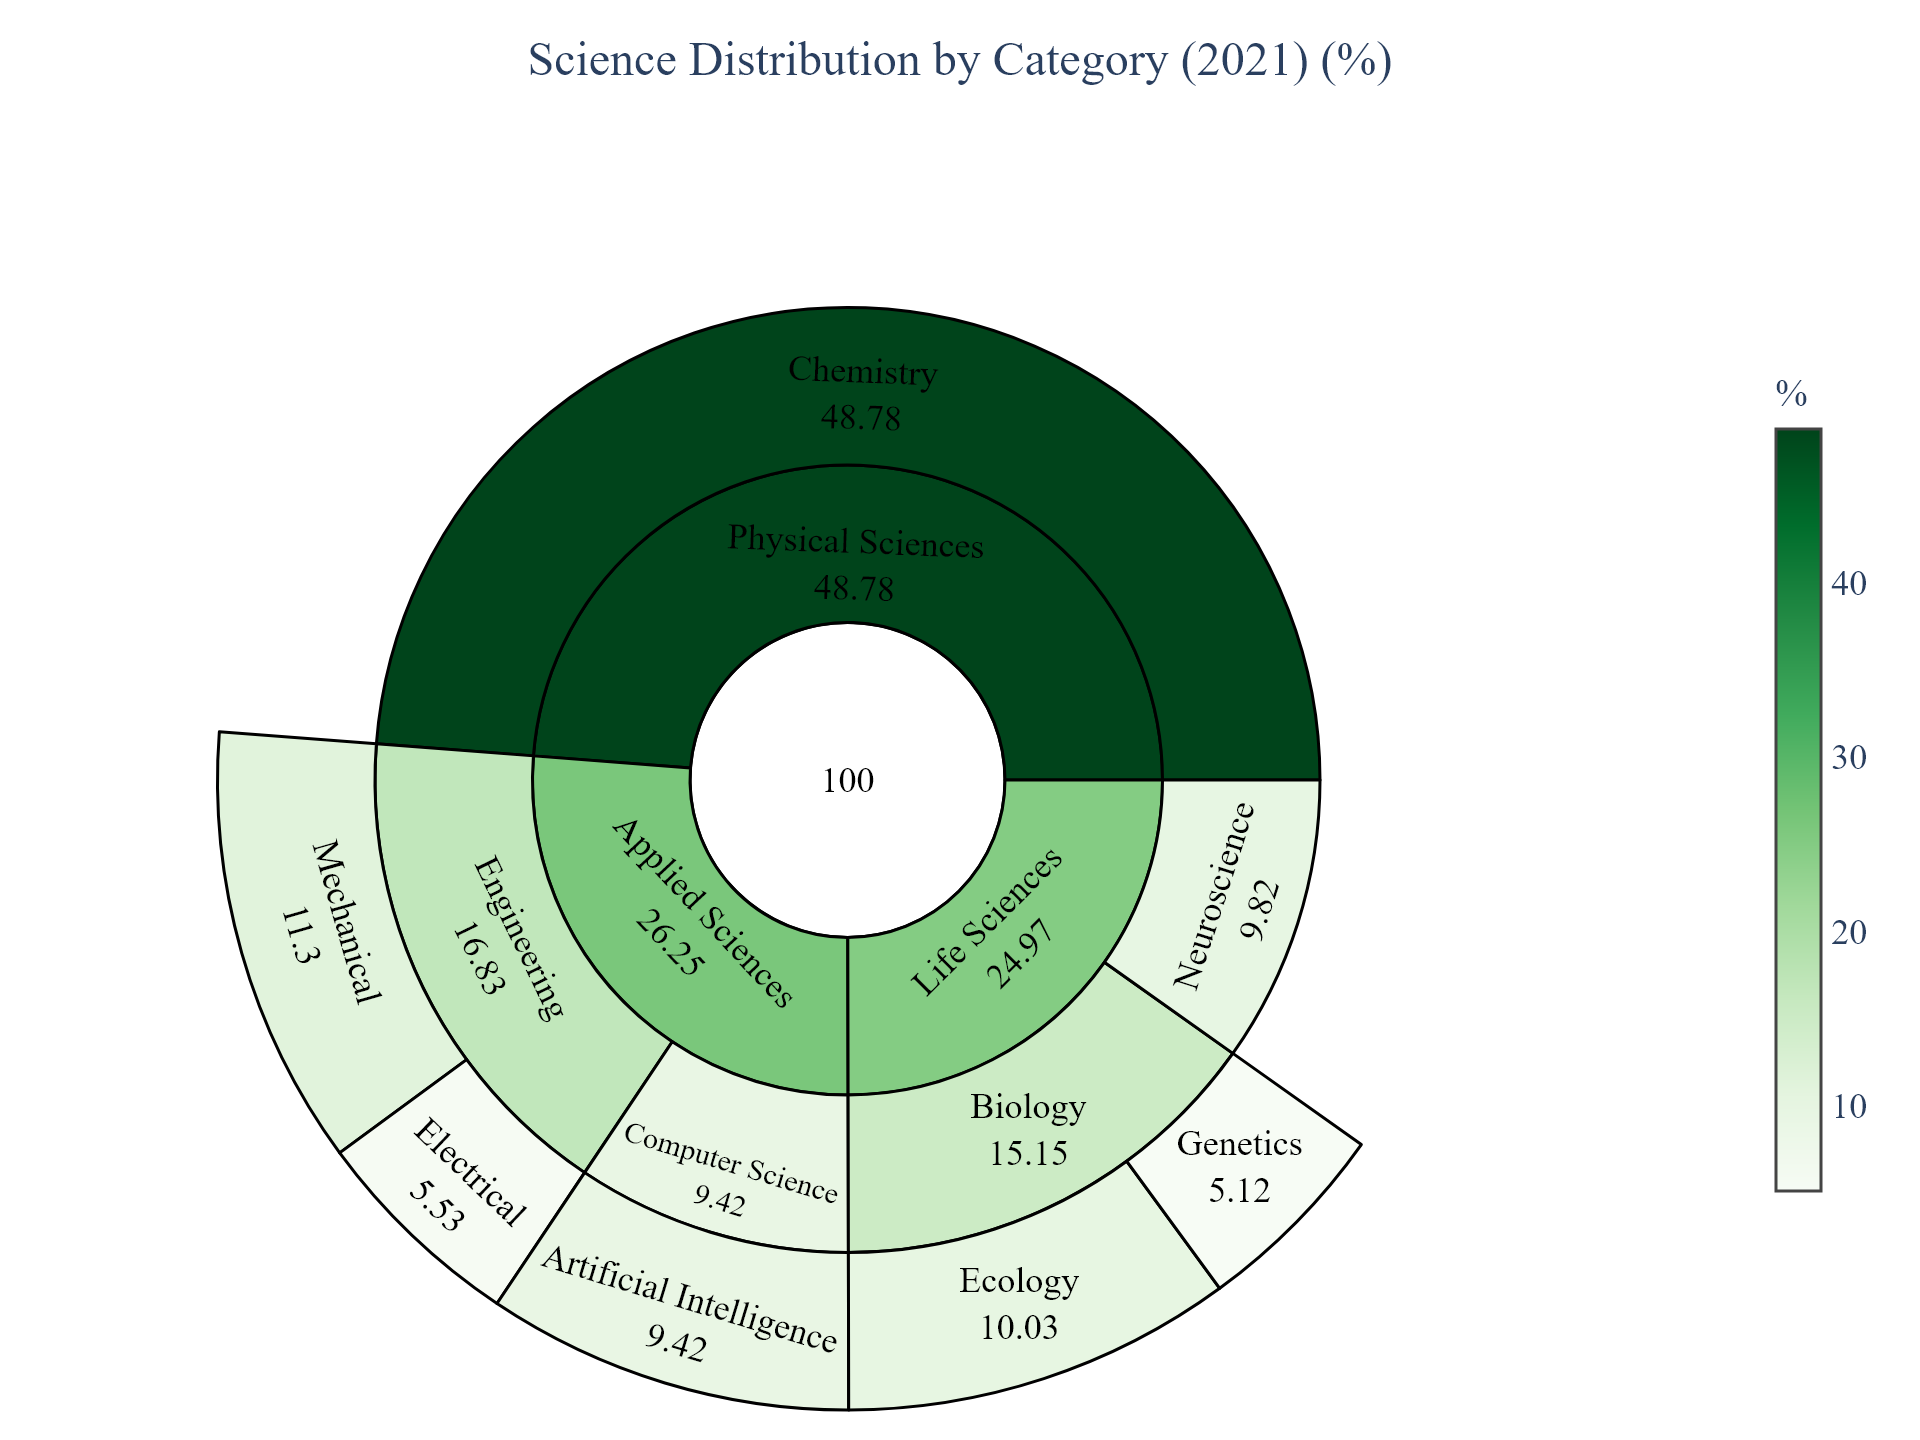 Science Distribution by Category (2021) (%)
Chemistry
48.78
Physical Sciences
48.78
100
Applied Sciences
26.25
Life Sciences
24.97
Neuroscience
9.82
Engineering
16.83
Mechanical
11.3
Electrical
5.53
Computer Science
9.42
Artificial Intelligence
9.42
Biology
15.15
Genetics
5.12
Ecology
10.03
%
40
30
20
10